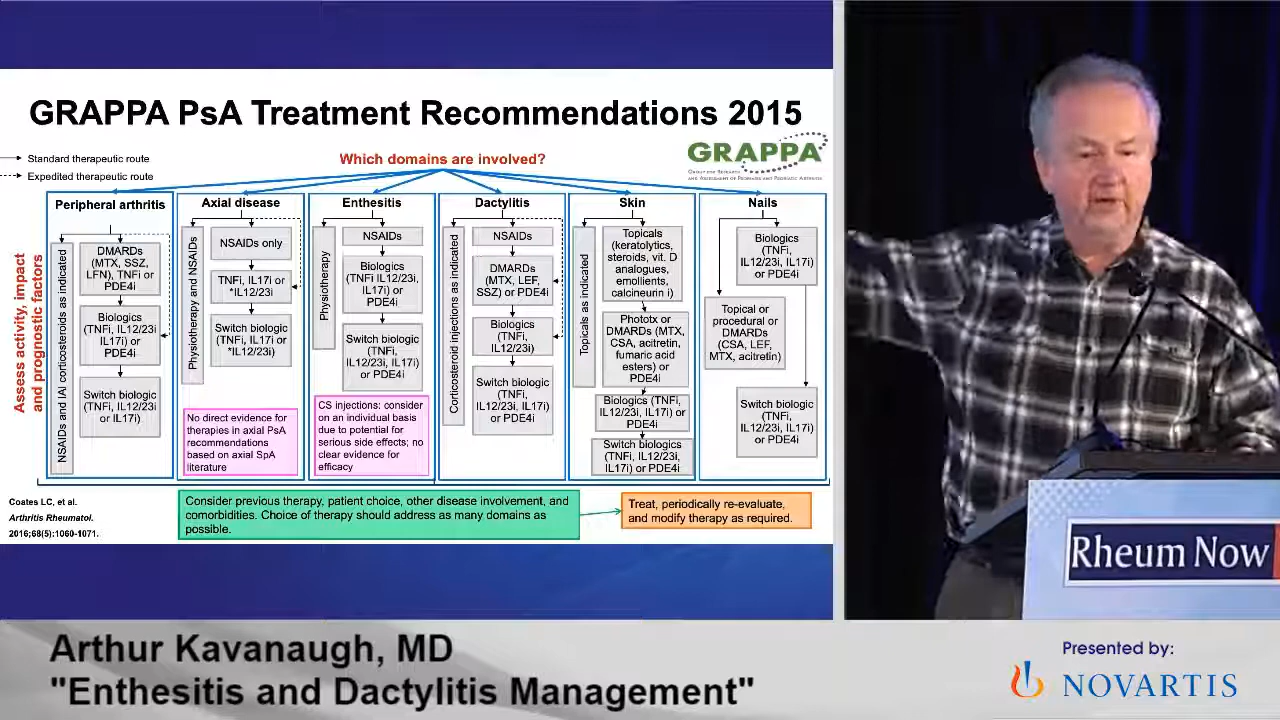 GRAPPA PsA Treatment Recommendations 2015
Standard therapeutic route
Expedited therapeutic route
Which domains are involved?
GRAPPA
Group for Research
and Assessment of Psoriasis and Psoriatic Arthritis
Assess activity, impact
and prognostic factors
Peripheral arthritis
NSAIDs and IAI corticosteroids as indicated
DMARDs
(MTX, SSZ,
LFN), TNFi or
PDE4i
Biologics
(TNFi, IL12/23i
IL17i) or
PDE4i
Switch biologic
(TNFi, IL12/23i
or IL17i)
Axial disease
Physiotherapy and NSAIDs
NSAIDs only
TNFi, IL17i or
*IL12/23i
Switch biologic
(TNFi, IL17i or
*IL12/23i)
No direct evidence for
therapies in axial PsA
recommendations
based on axial SpA
literature
Enthesitis
Physiotherapy
NSAIDs
Biologics
(TNFi IL12/23i,
IL17i) or
PDE4i
Switch biologic
(TNFi,
IL12/23i, IL17i)
or PDE4i
CS injections: consider
on an individual basis
due to potential for
serious side effects; no
clear evidence for
efficacy
Dactylitis
Corticosteroid injections as indicated
NSAIDs
DMARDs
(MTX, LEF,
SSZ) or PDE4i
Biologics
(TNFi,
IL12/23i)
Switch biologic
(TNFi,
IL12/23i, IL17i)
or PDE4i
Skin
Topicals as indicated
Topicals
(keratolytics,
steroids, vit. D
analogues,
emollients,
calcineurin i)
Phototx or
DMARDs (MTX,
CSA, acitretin,
fumaric acid
esters) or
PDE4i
Biologics (TNFi,
IL12/23i, IL17i) or
PDE4i
Switch biologics
(TNFi, IL12/23i,
IL17i) or PDE4i
Nails
Biologics
(TNFi,
IL12/23i, IL17i)
or PDE4i
Topical or
procedural or
DMARDs
(CSA, LEF,
MTX, acitretin)
Switch biologic
(TNFi,
IL12/23i, IL17i)
or PDE4i
Coates LC, et al.
Arthritis Rheumatol.
2016;68(5):1060-1071.
Consider previous therapy, patient choice, other disease involvement, and
comorbidities. Choice of therapy should address as many domains as
possible.
Treat, periodically re-evaluate,
and modify therapy as required.
Rheum Now
Arthur Kavanaugh, MD
"Enthesitis and Dactylitis Management"
Presented by:
NOVARTIS